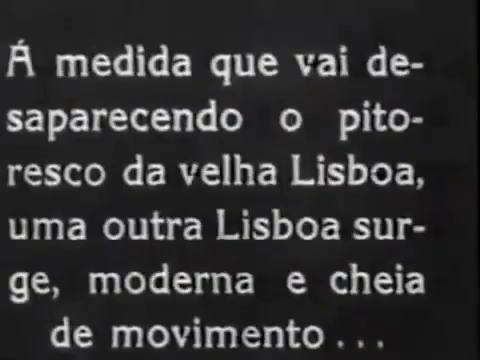 Á medida que vai de-
saparecendo o pito-
resco da velha Lisboa,
uma outra Lisboa sur-
ge, moderna e cheia
de movimento...